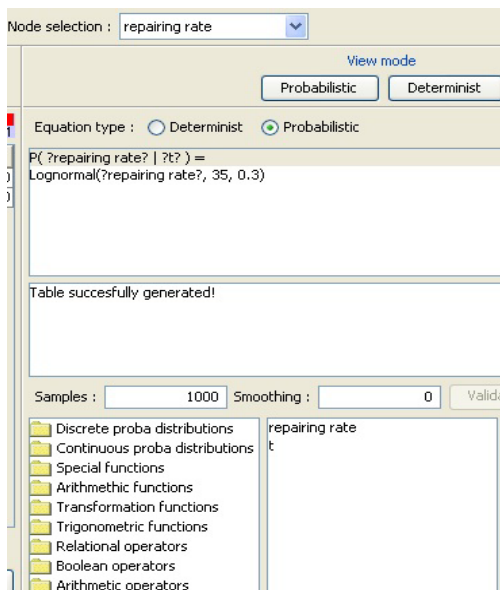 Node selection : repairing rate
View mode
Probabilistic Determinist
Equation type : Determinist Probabilistic
P( ?repairing rate? | ?t? ) =
Lognormal(?repairing rate?, 35, 0.3)
Table succesfully generated!
Samples : 1000 Smoothing : 0 Valid
Discrete proba distributions
Continuous proba distributions
Special functions
Arithmethic functions
Transformation functions
Trigonometric functions
Relational operators
Boolean operators
Arithmetic operators
repairing rate
t